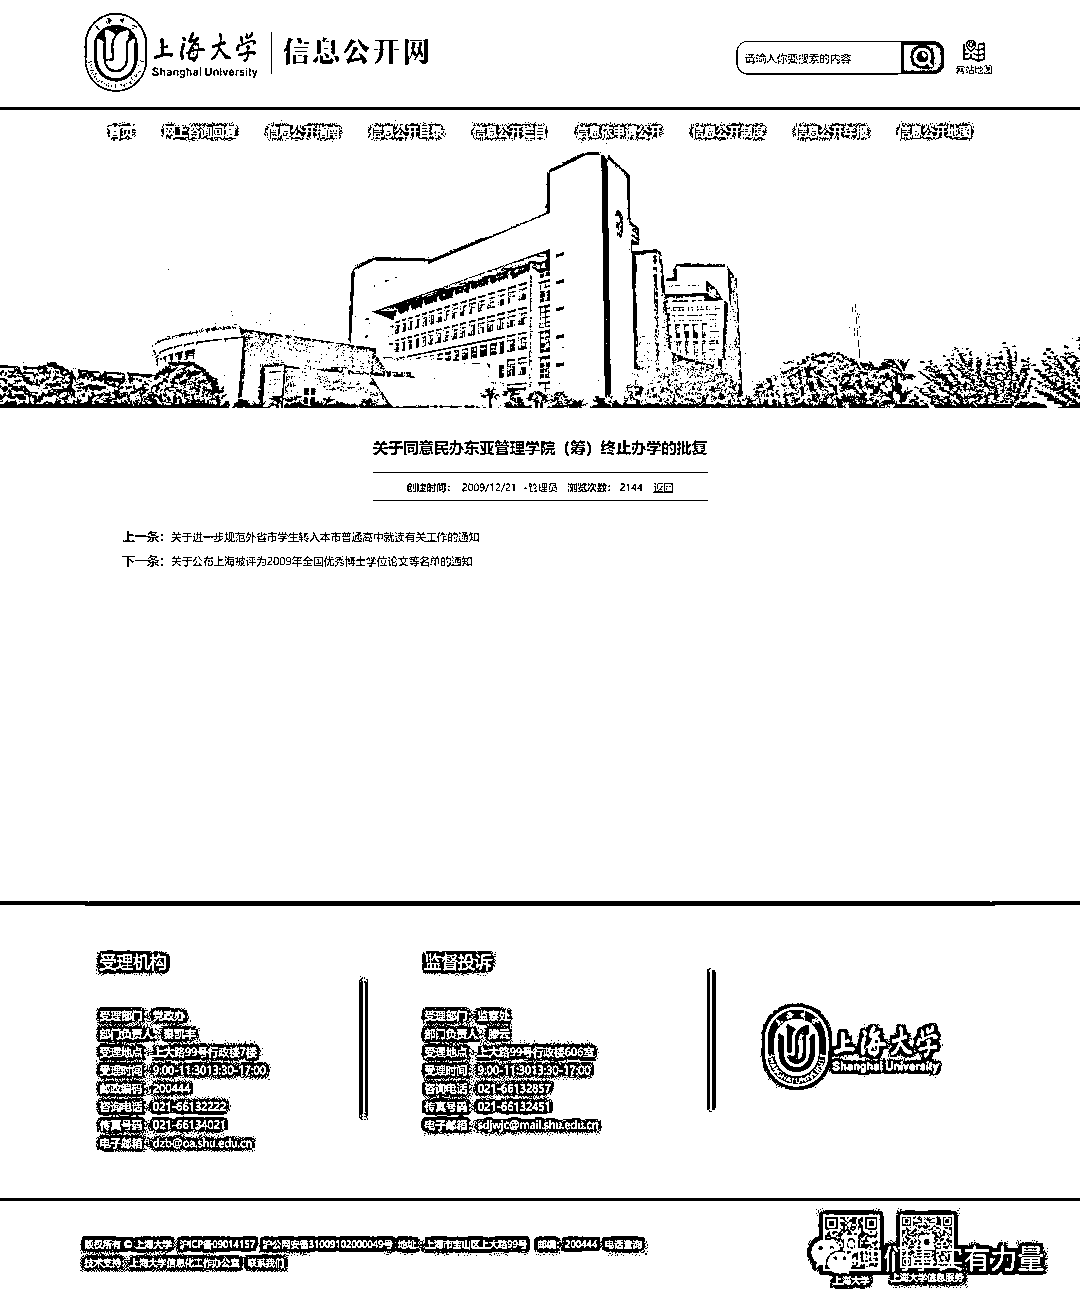 上海大学
Shanghai University
信息公开网
请输入你要搜索的内容
网站地图
首页 网上咨询回复 信息公开指南 信息公开目录 信息公开栏目 信息依申请公开 信息公开制度 信息公开年报 信息公开地图
关于同意民办东亚管理学院（筹）终止办学的批复
创建时间： 2009/12/21 -管理员 浏览次数： 2144 返回
上一条： 关于进一步规范外省市学生转入本市普通高中就读有关工作的通知
下一条： 关于公布上海被评为2009年全国优秀博士学位论文等名单的通知
受理机构
受理部门：党政办
部门负责人：
受理地点：上大路99号行政楼7楼
受理时间：9:00-11:3013:30-17:00
邮政编码：200444
咨询电话：021-66132222
传真号码：021-66134021
电子邮箱：dzb@oa.shu.edu.cn
监督投诉
受理部门：监察处
部门负责人：滕云
受理地点：上大路99号行政楼606室
受理时间：9:00-11:3013:30-17:00
咨询电话：021-66132857
传真号码：021-66132451
电子邮箱：sdjwjc@mail.shu.edu.cn
上海大学
Shanghai University
版权所有 © 上海大学 沪ICP备09014157 沪公网安备31009102000049号 地址：上海市宝山区上大路99号 邮编：200444 电话查询
技术支持：上海大学信息化工作办公室 联系我们
上海大学
上海大学信息服务
们事实有力量